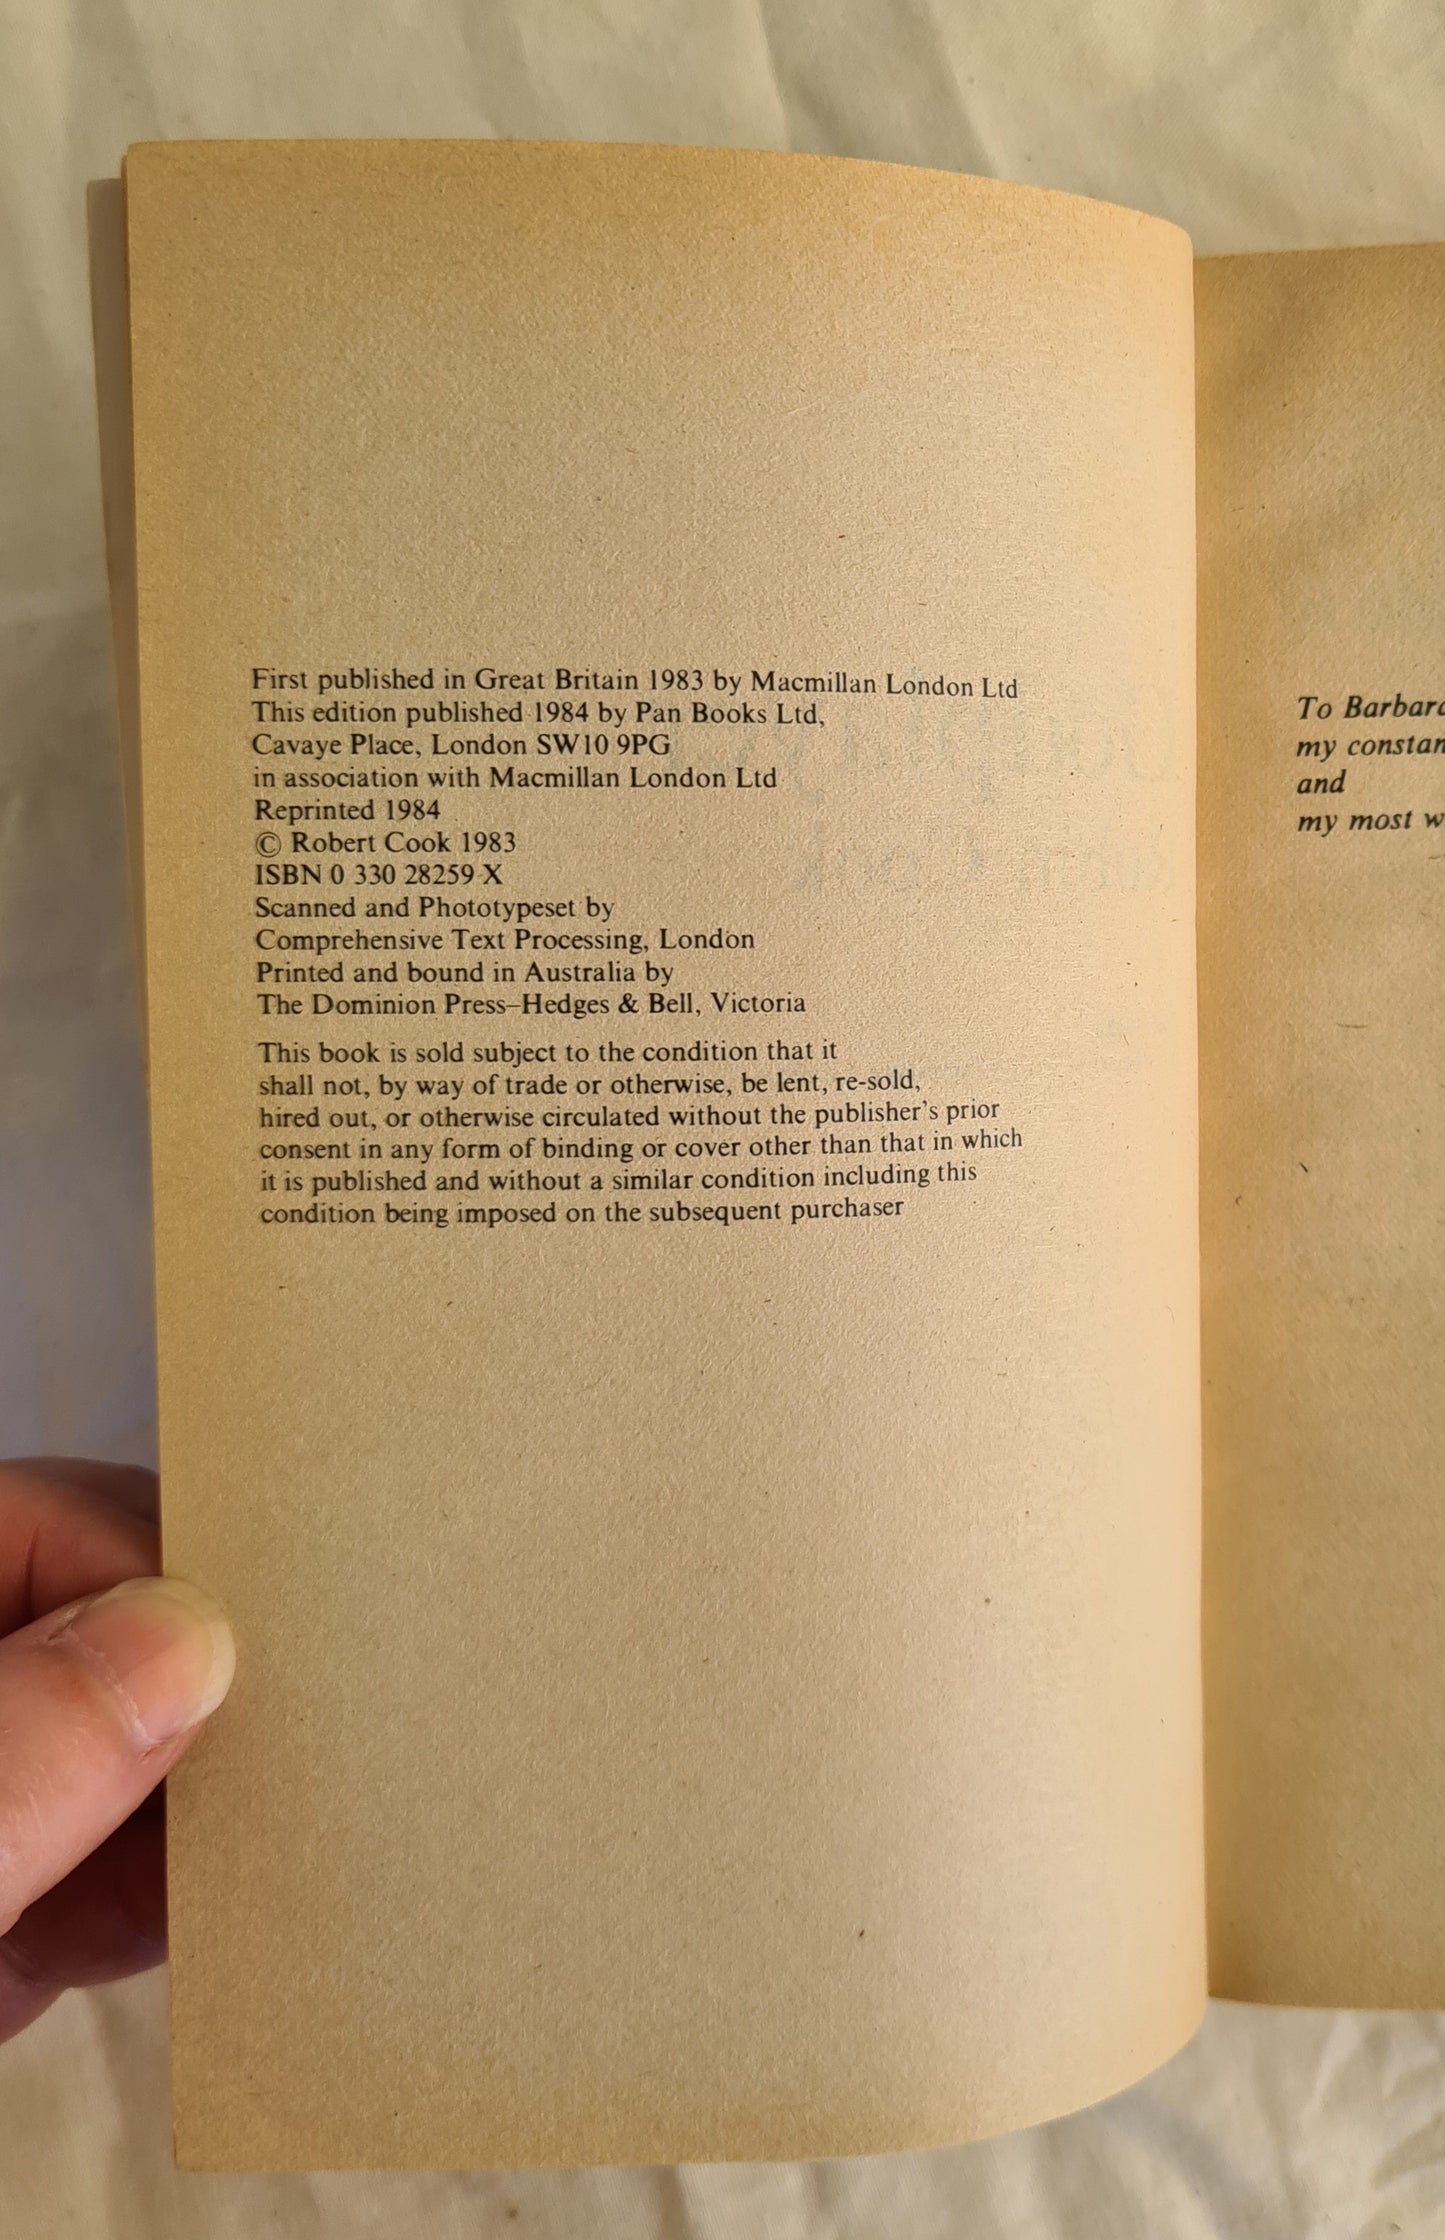 First published in Great Britain 1983 by Macmillan London Ltd
This edition published 1984 by Pan Books Ltd,
Cavaye Place, London SW10 9PG
in association with Macmillan London Ltd
Reprinted 1984
© Robert Cook 1983
ISBN 0 330 28259 X
Scanned and Phototypeset by
Comprehensive Text Processing, London
Printed and bound in Australia by
The Dominion Press–Hedges & Bell, Victoria
This book is sold subject to the condition that it
shall not, by way of trade or otherwise, be lent, re-sold,
hired out, or otherwise circulated without the publisher's prior
consent in any form of binding or cover other than that in which
it is published and without a similar condition including this
condition being imposed on the subsequent purchaser
To
my
and
my most